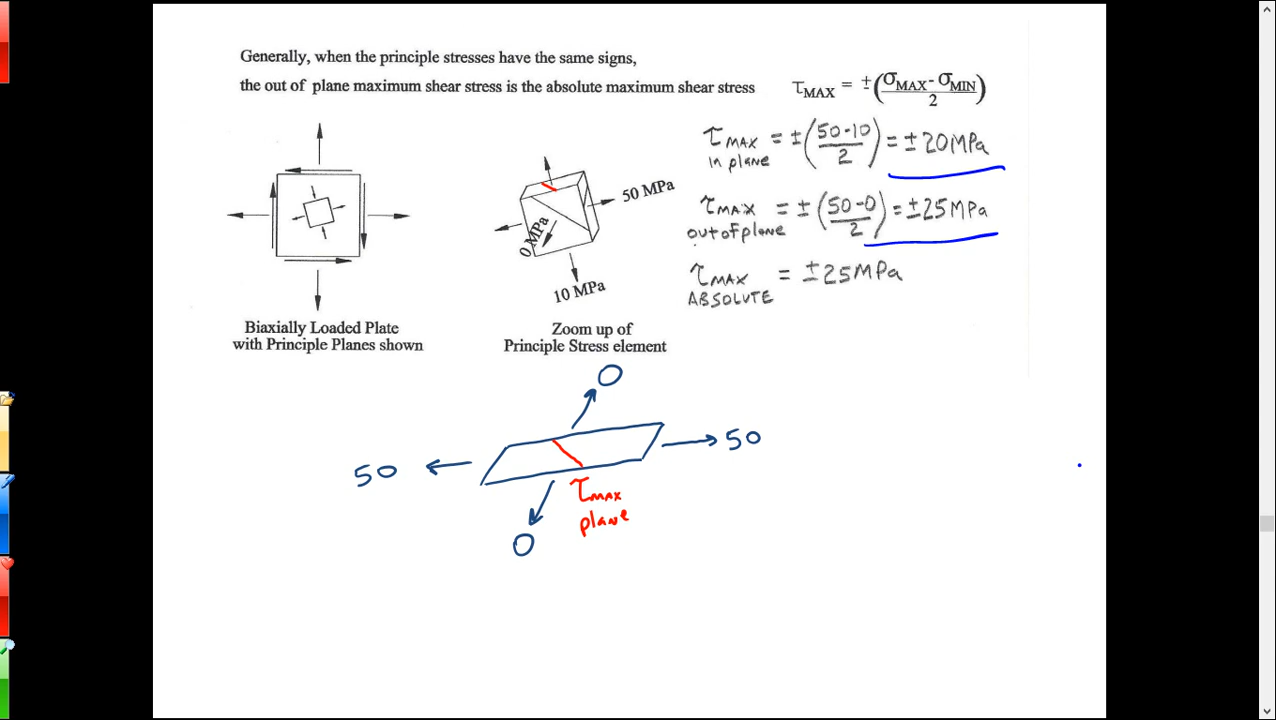 Generally, when the principle stresses have the same signs,
the out of plane maximum shear stress is the absolute maximum shear stress
τMAX = ±(σMAX - σMIN / 2)
τMAX in plane = ±(50-10 / 2) = ±20MPa
τMAX out of plane = ±(50-0 / 2) = ±25MPa
τMAX ABSOLUTE = ±25MPa
50 MPa
0 MPa
10 MPa
Biaxially Loaded Plate
with Principle Planes shown
Zoom up of
Principle Stress element
0
50
50
τMAX
plane
0